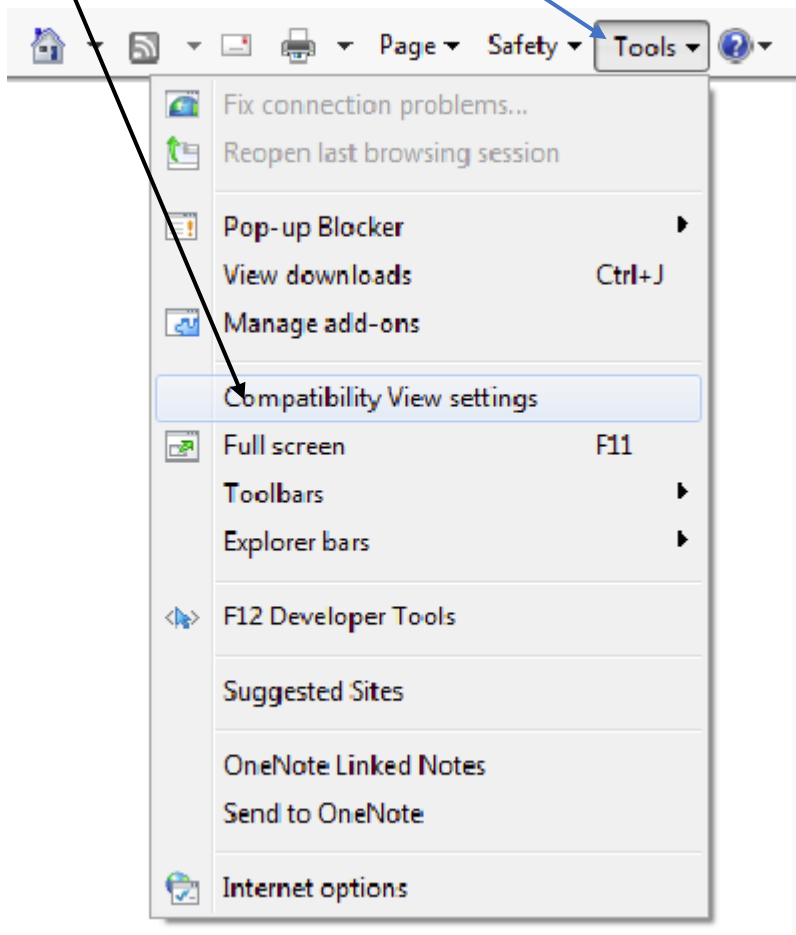 Page Safety Tools
Fix connection problems...
Reopen last browsing session
Pop-up Blocker
View downloads Ctrl+J
Manage add-ons
Compatibility View settings
Full screen F11
Toolbars
Explorer bars
F12 Developer Tools
Suggested Sites
OneNote Linked Notes
Send to OneNote
Internet options